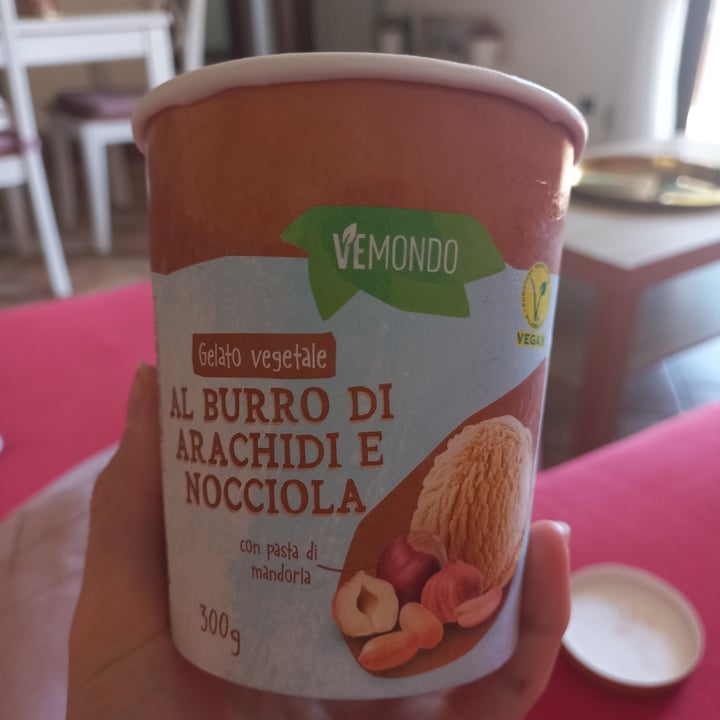 VEMONDO
VEGAN
Gelato vegetale
AL BURRO DI
ARACHIDI E
NOCCIOLA
con pasta di
mandorla
300g